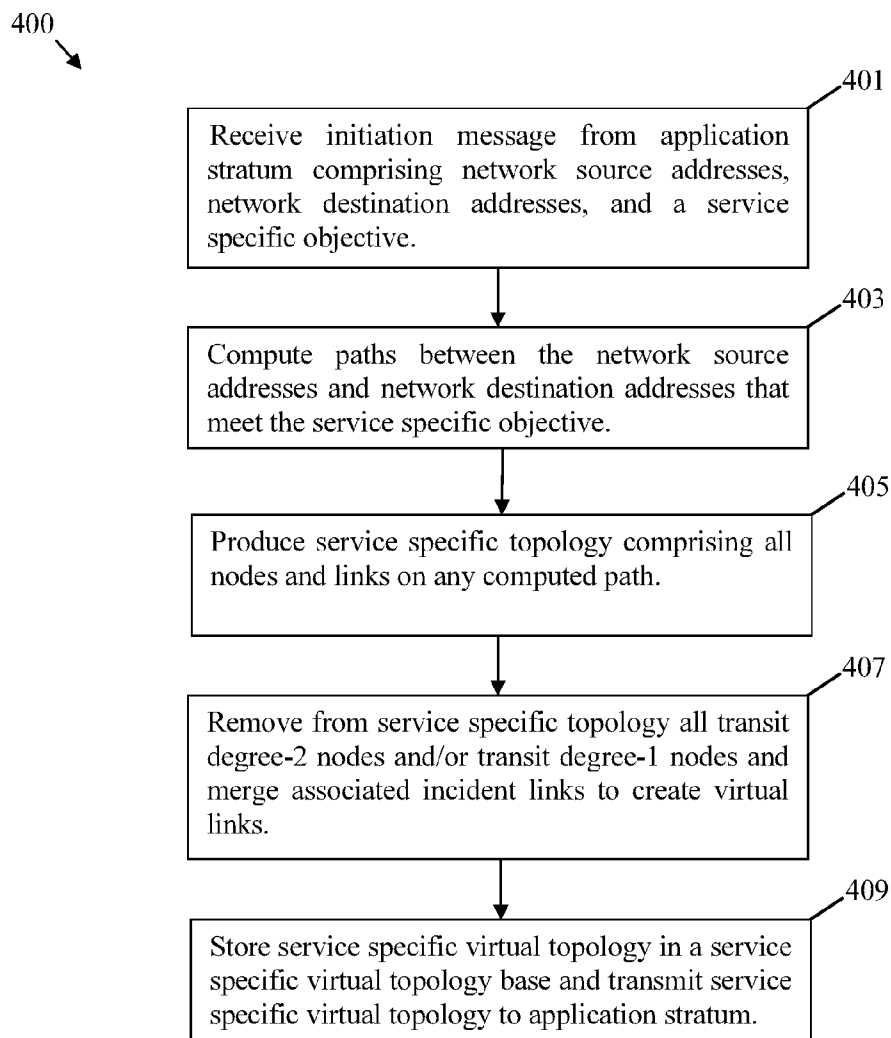 400
401
Receive initiation message from application
stratum comprising network source addresses,
network destination addresses, and a service
specific objective.
403
Compute paths between the network source
addresses and network destination addresses that
meet the service specific objective.
405
Produce service specific topology comprising all
nodes and links on any computed path.
407
Remove from service specific topology all transit
degree-2 nodes and/or transit degree-1 nodes and
merge associated incident links to create virtual
links.
409
Store service specific virtual topology in a service
specific virtual topology base and transmit service
specific virtual topology to application stratum.